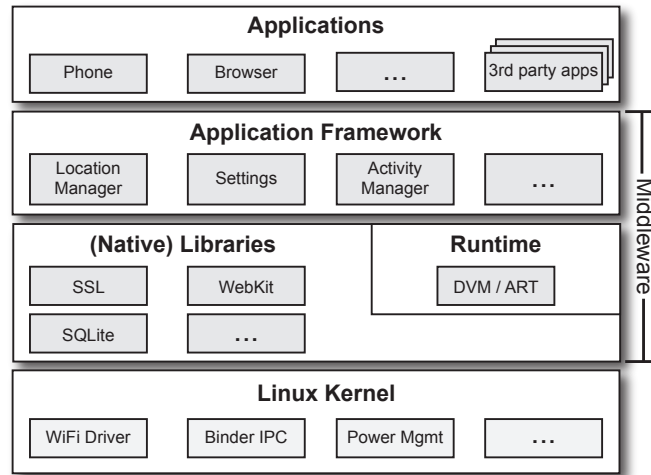 Applications
Phone
Browser
...
3rd party apps
Application Framework
Location
Manager
Settings
Activity
Manager
...
Middleware
(Native) Libraries
Runtime
SSL
WebKit
DVM / ART
SQLite
...
Linux Kernel
WiFi Driver
Binder IPC
Power Mgmt
...